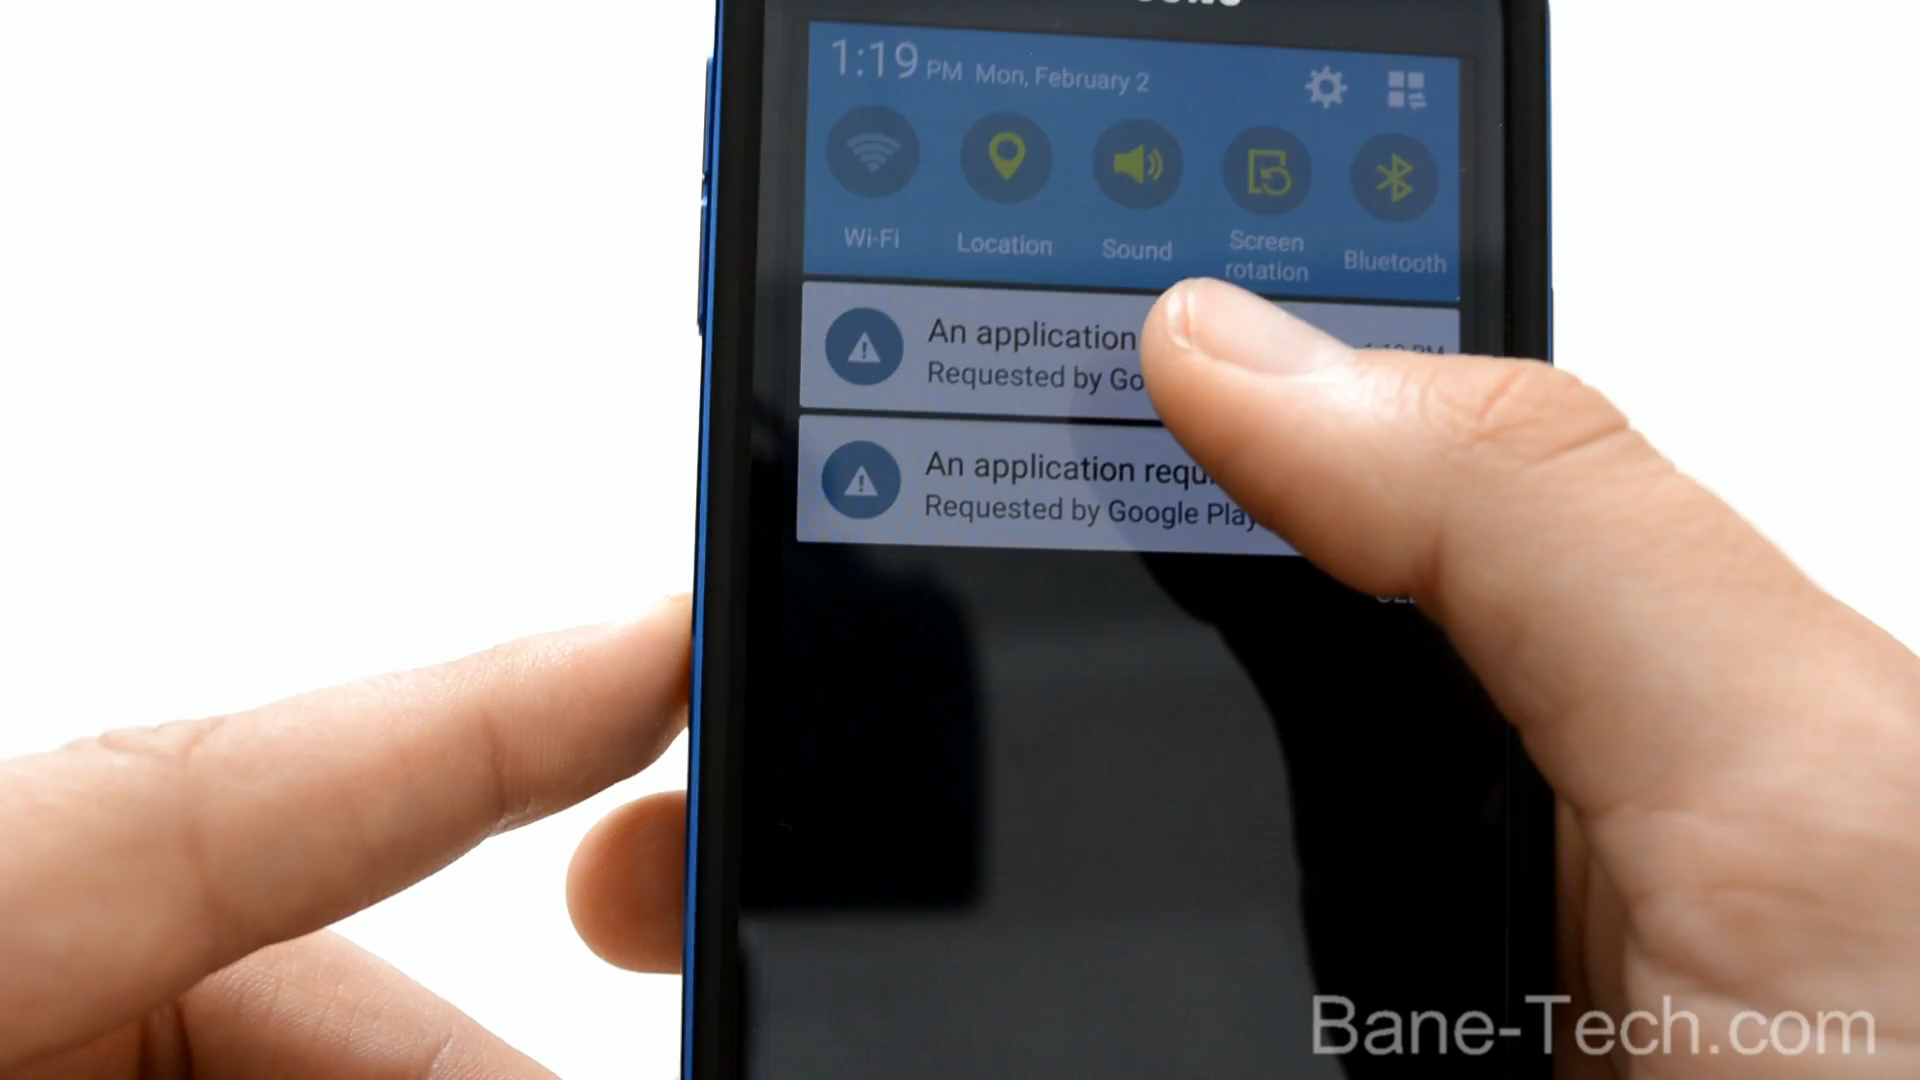 1:19 PM Mon, February 2
Wi-Fi
Location
Sound
Screen
rotation
Bluetooth
An application
Requested by Go
An application requ
Requested by Google Play
Bane-Tech.com